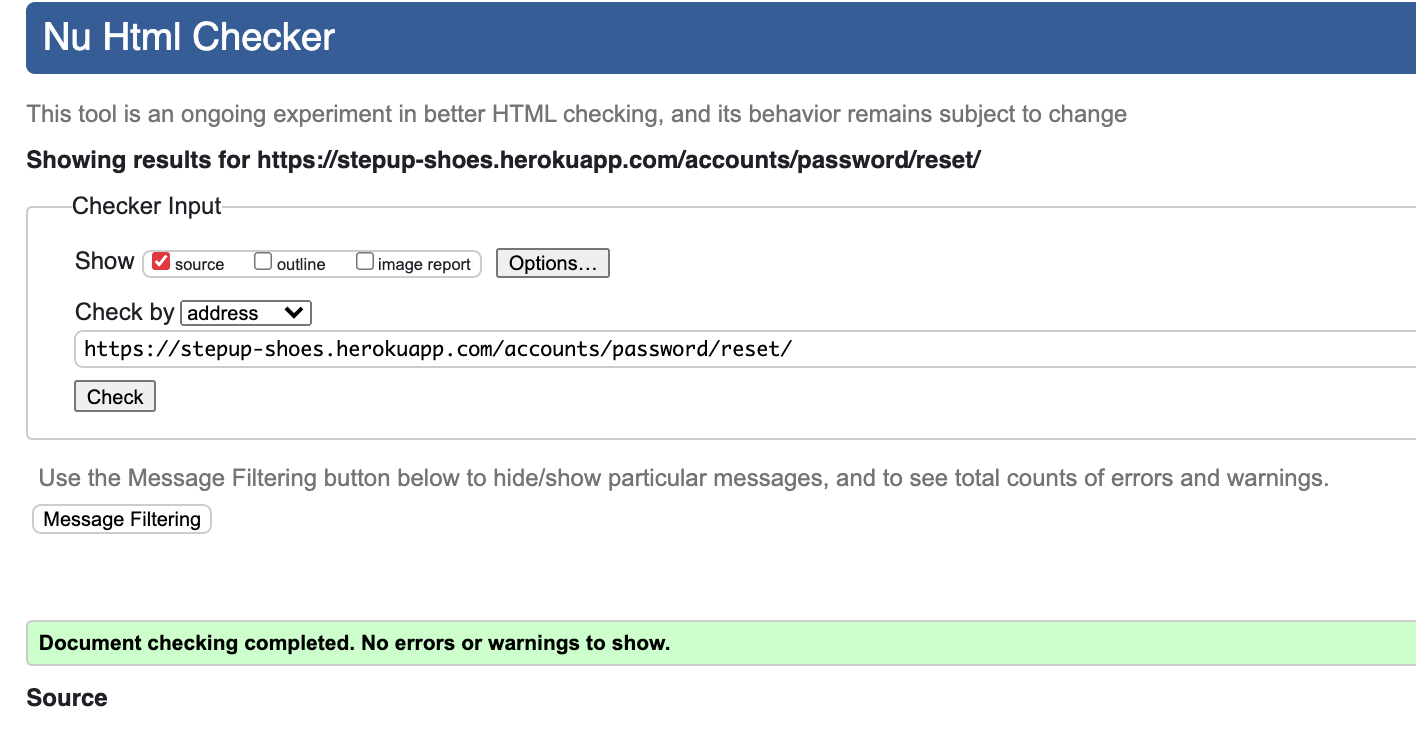 Nu Html Checker
This tool is an ongoing experiment in better HTML checking, and its behavior remains subject to change
Showing results for https://stepup-shoes.herokuapp.com/accounts/password/reset/
Checker Input
Show source outline image report Options...
Check by address
https://stepup-shoes.herokuapp.com/accounts/password/reset/
Check
Use the Message Filtering button below to hide/show particular messages, and to see total counts of errors and warnings.
Message Filtering
Document checking completed. No errors or warnings to show.
Source